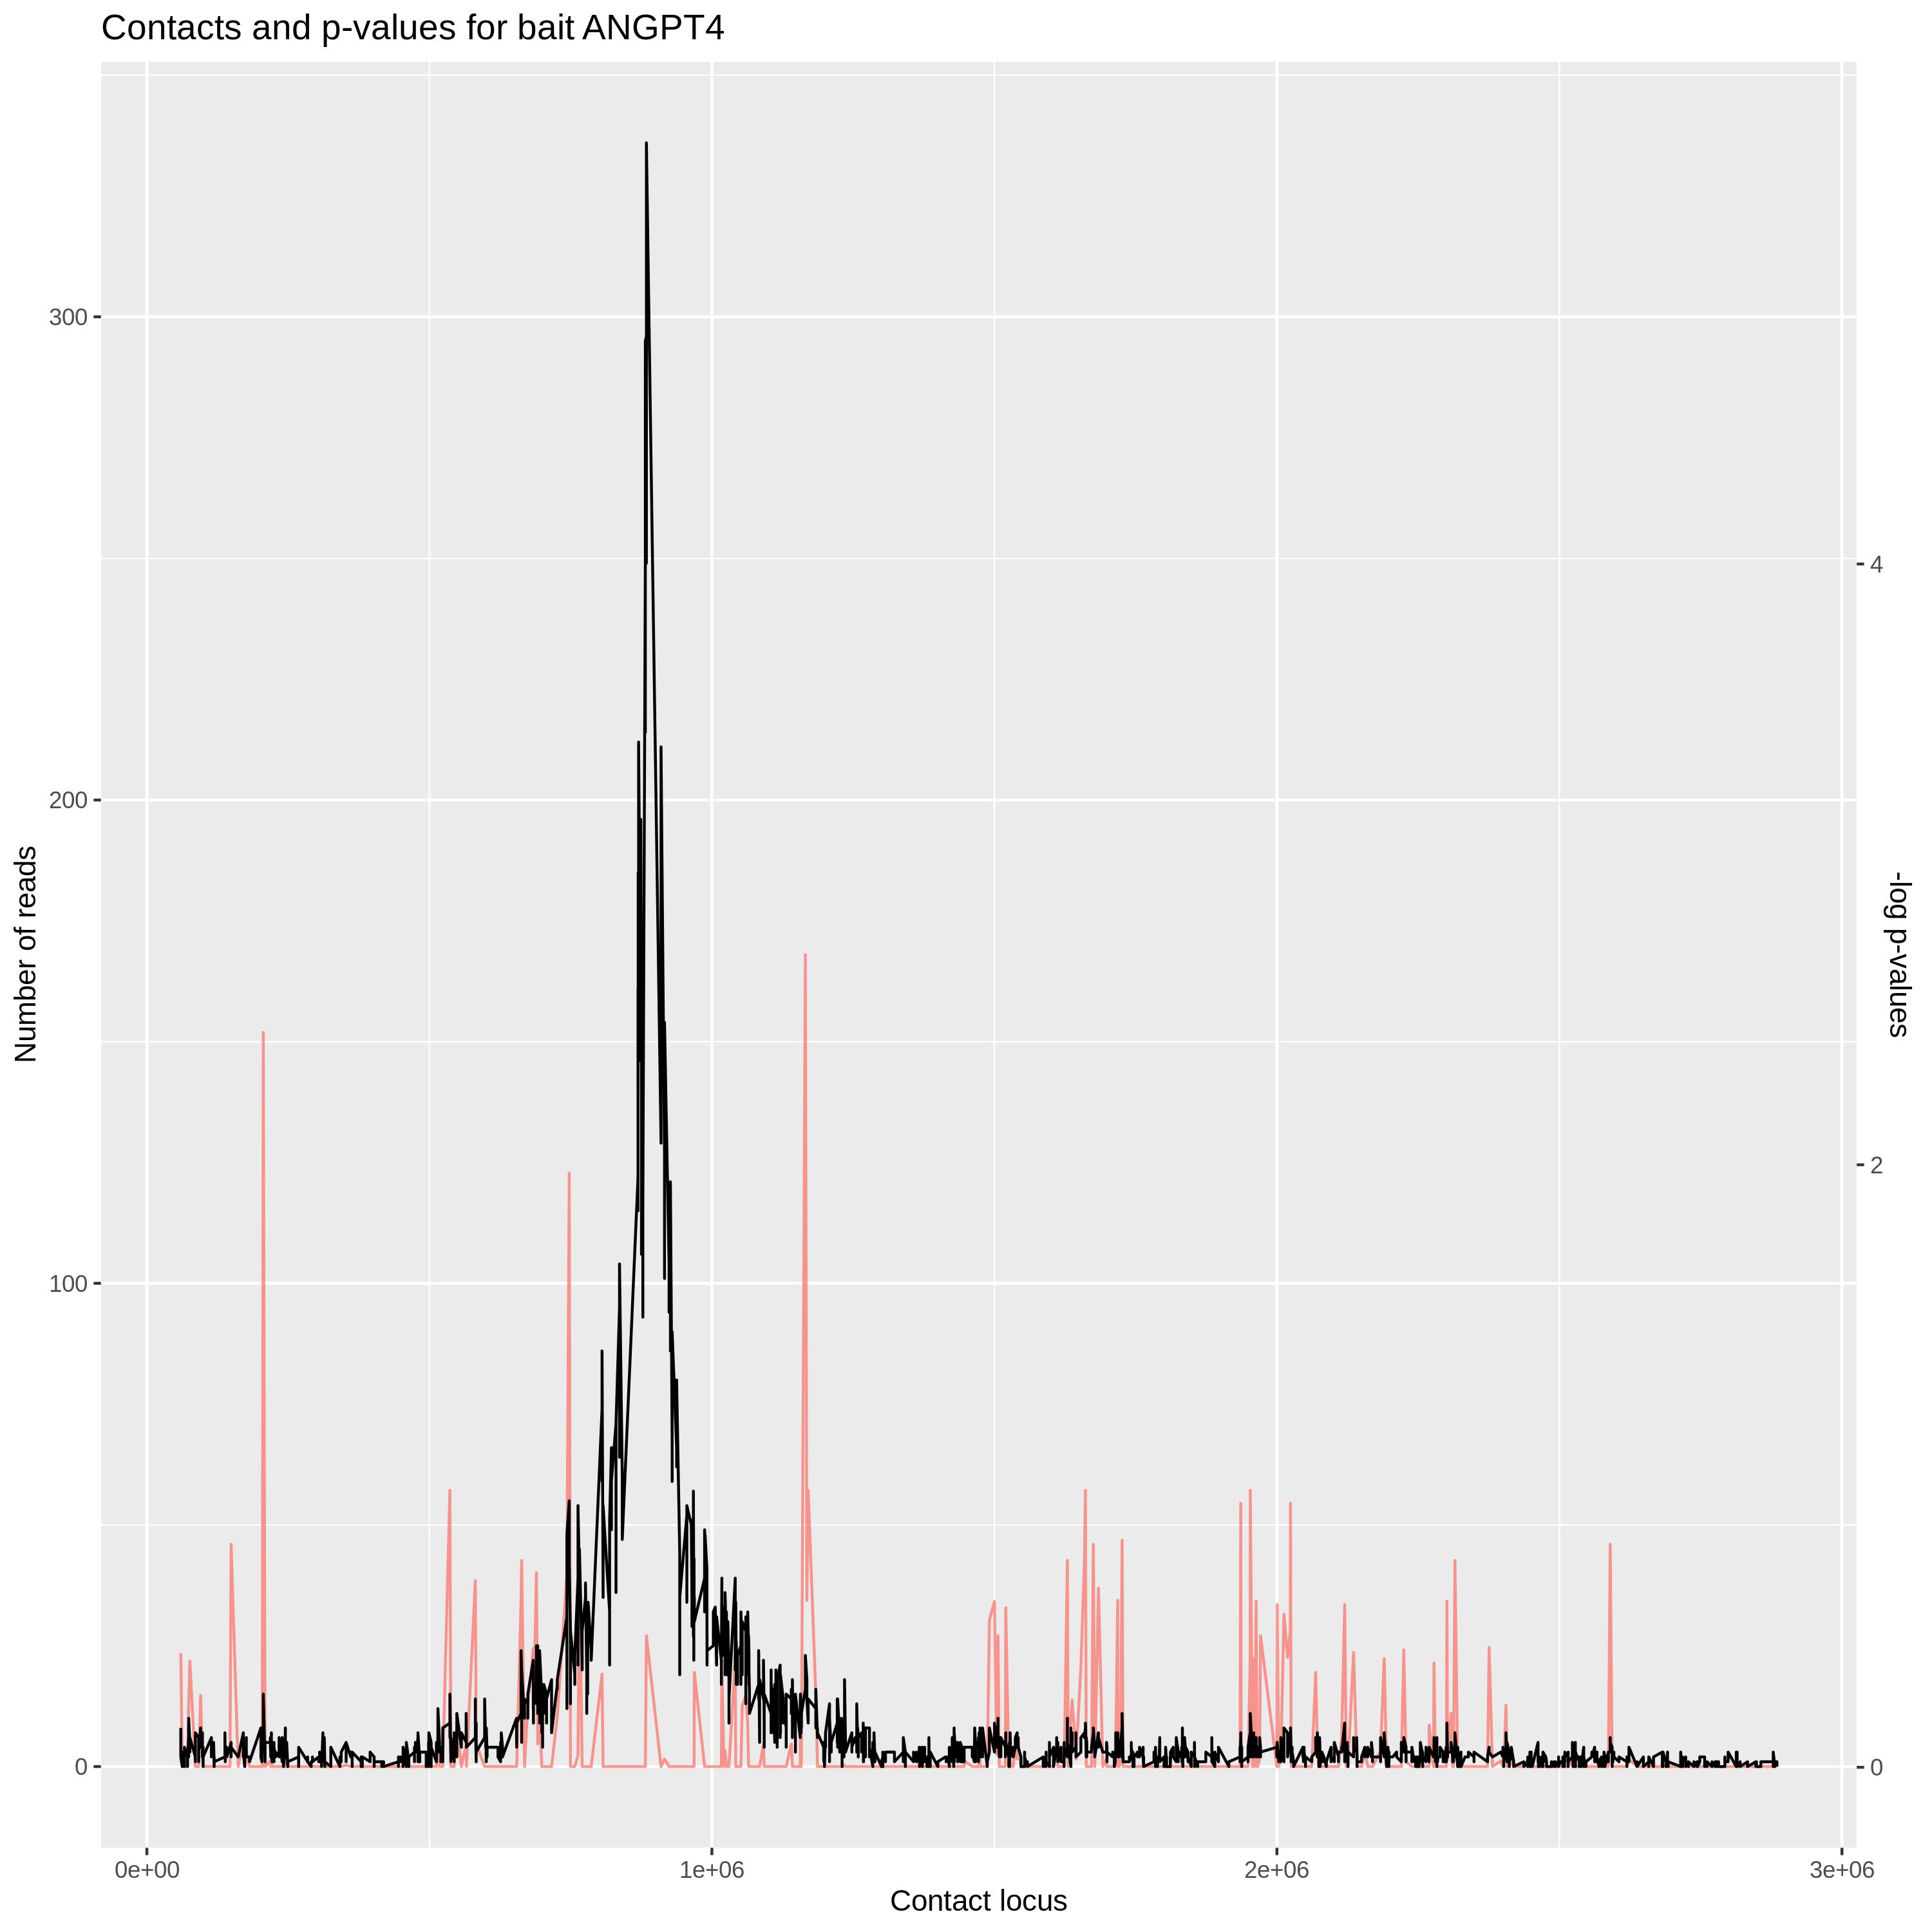 Contacts and p-values for bait ANGPT4
300
200
100
0
Number of reads
4
2
0
-log p-values
0e+00
1e+06
2e+06
3e+06
Contact locus